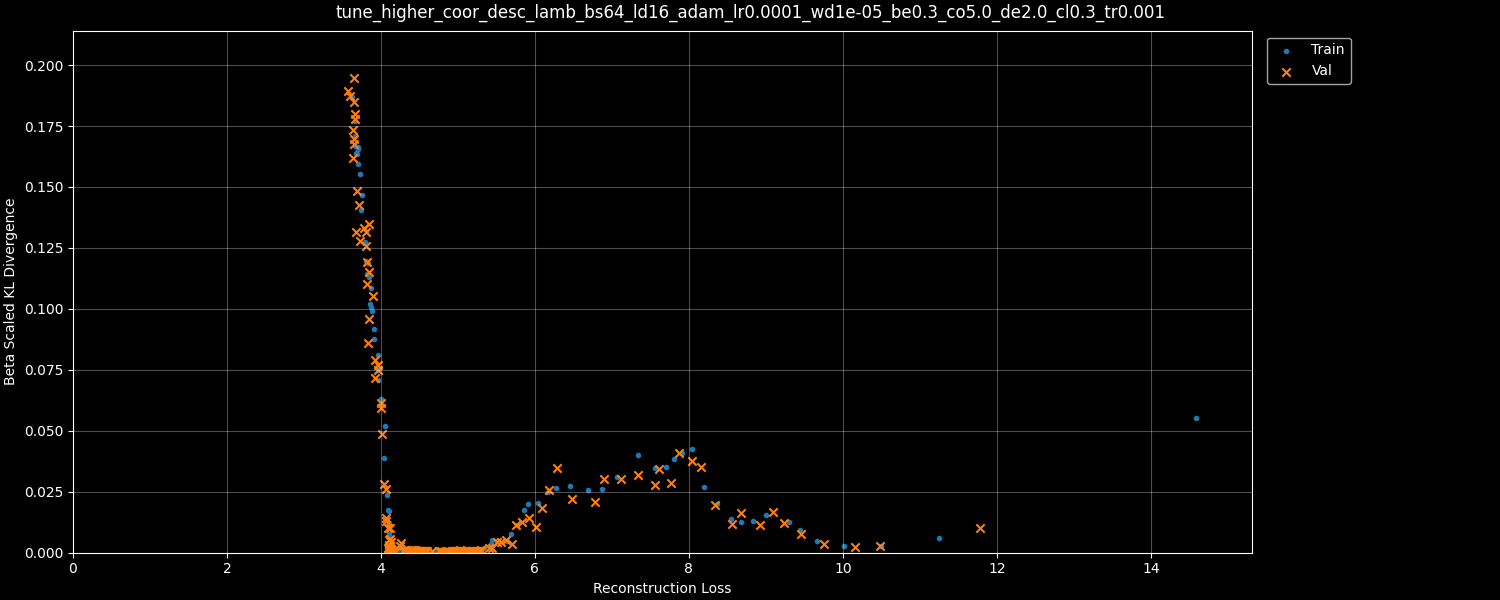 tune_higher_coor_desc_lamb_bs64_ld16_adam_lr0.0001_wd1e-05_be0.3_co5.0_de2.0_cl0.3_tr0.001
Train
Val
0.200
0.175
0.150
0.125
0.100
0.075
0.050
0.025
0.000
Beta Scaled KL Divergence
0 2 4 6 8 10 12 14
Reconstruction Loss